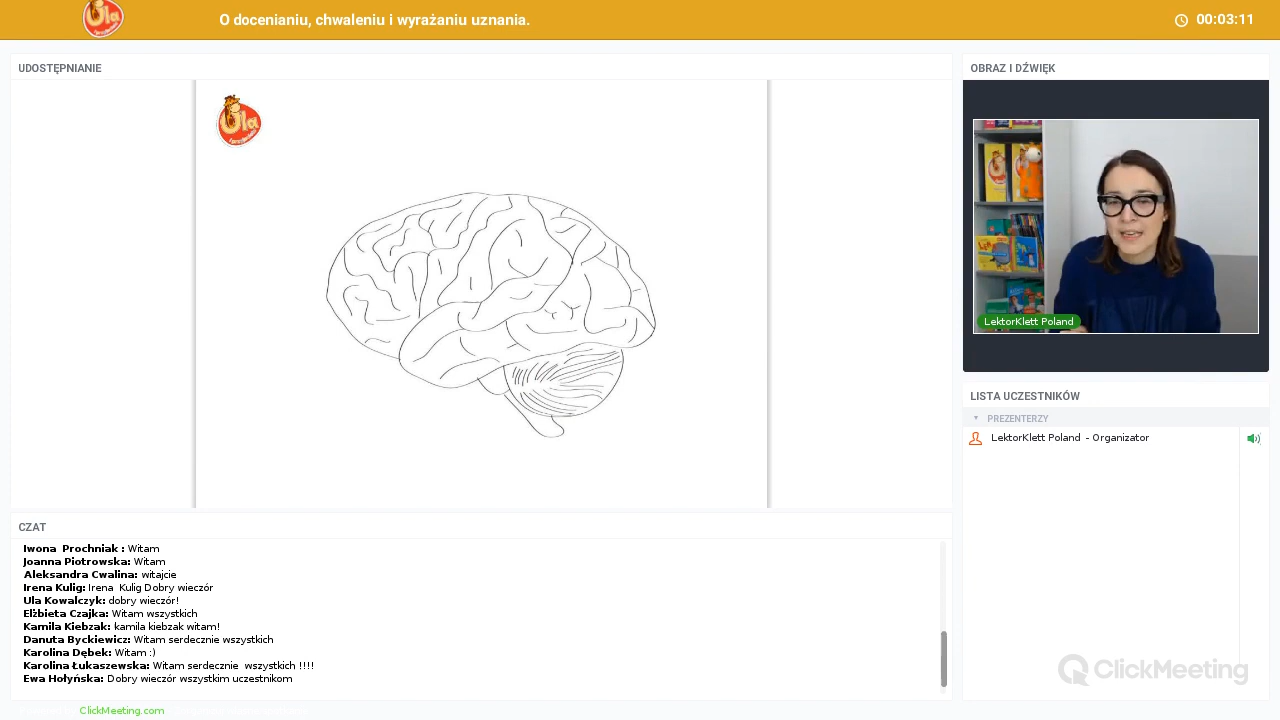 Ula
O docenianiu, chwaleniu i wyrażaniu uznania.
00:03:11
UDOSTĘPNIANIE
Ula
OBRAZ I DŹWIĘK
LektorKlett Poland
LISTA UCZESTNIKÓW
PREZENTERZY
LektorKlett Poland - Organizator
CZAT
Iwona Prochniak : Witam
Joanna Piotrowska: Witam
Aleksandra Cwalina: witajcie
Irena Kulig: Irena Kulig Dobry wieczór
Ula Kowalczyk: dobry wieczór!
Elżbieta Czajka: Witam wszystkich
Kamila Kiebzak: kamila kiebzak witam!
Danuta Byckiewicz: Witam serdecznie wszystkich
Karolina Dębek: Witam :)
Karolina Łukaszewska: Witam serdecznie wszystkich !!!!
Ewa Hołyńska: Dobry wieczór wszystkim uczestnikom
ClickMeeting
ClickMeeting.com